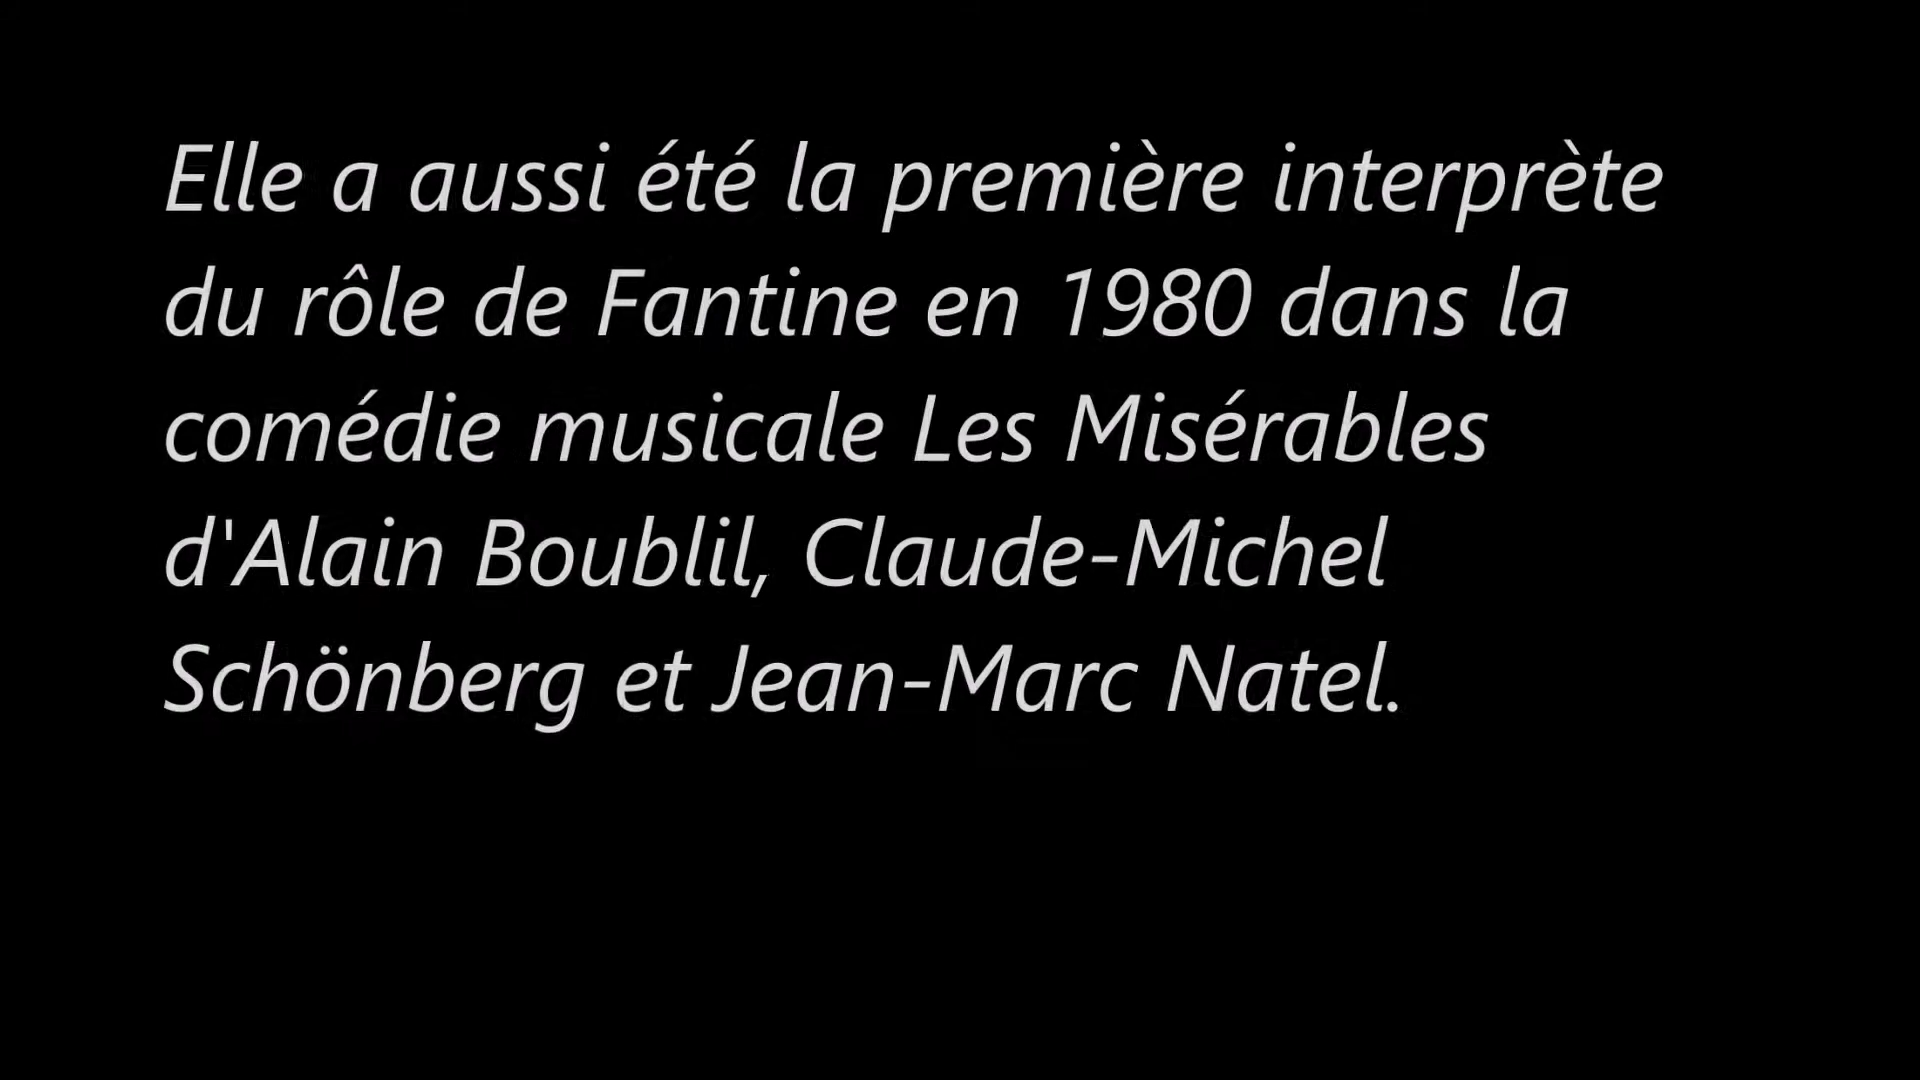 Elle a aussi été la première interprète
du rôle de Fantine en 1980 dans la
comédie musicale Les Misérables
d'Alain Boublil, Claude-Michel
Schönberg et Jean-Marc Natel.